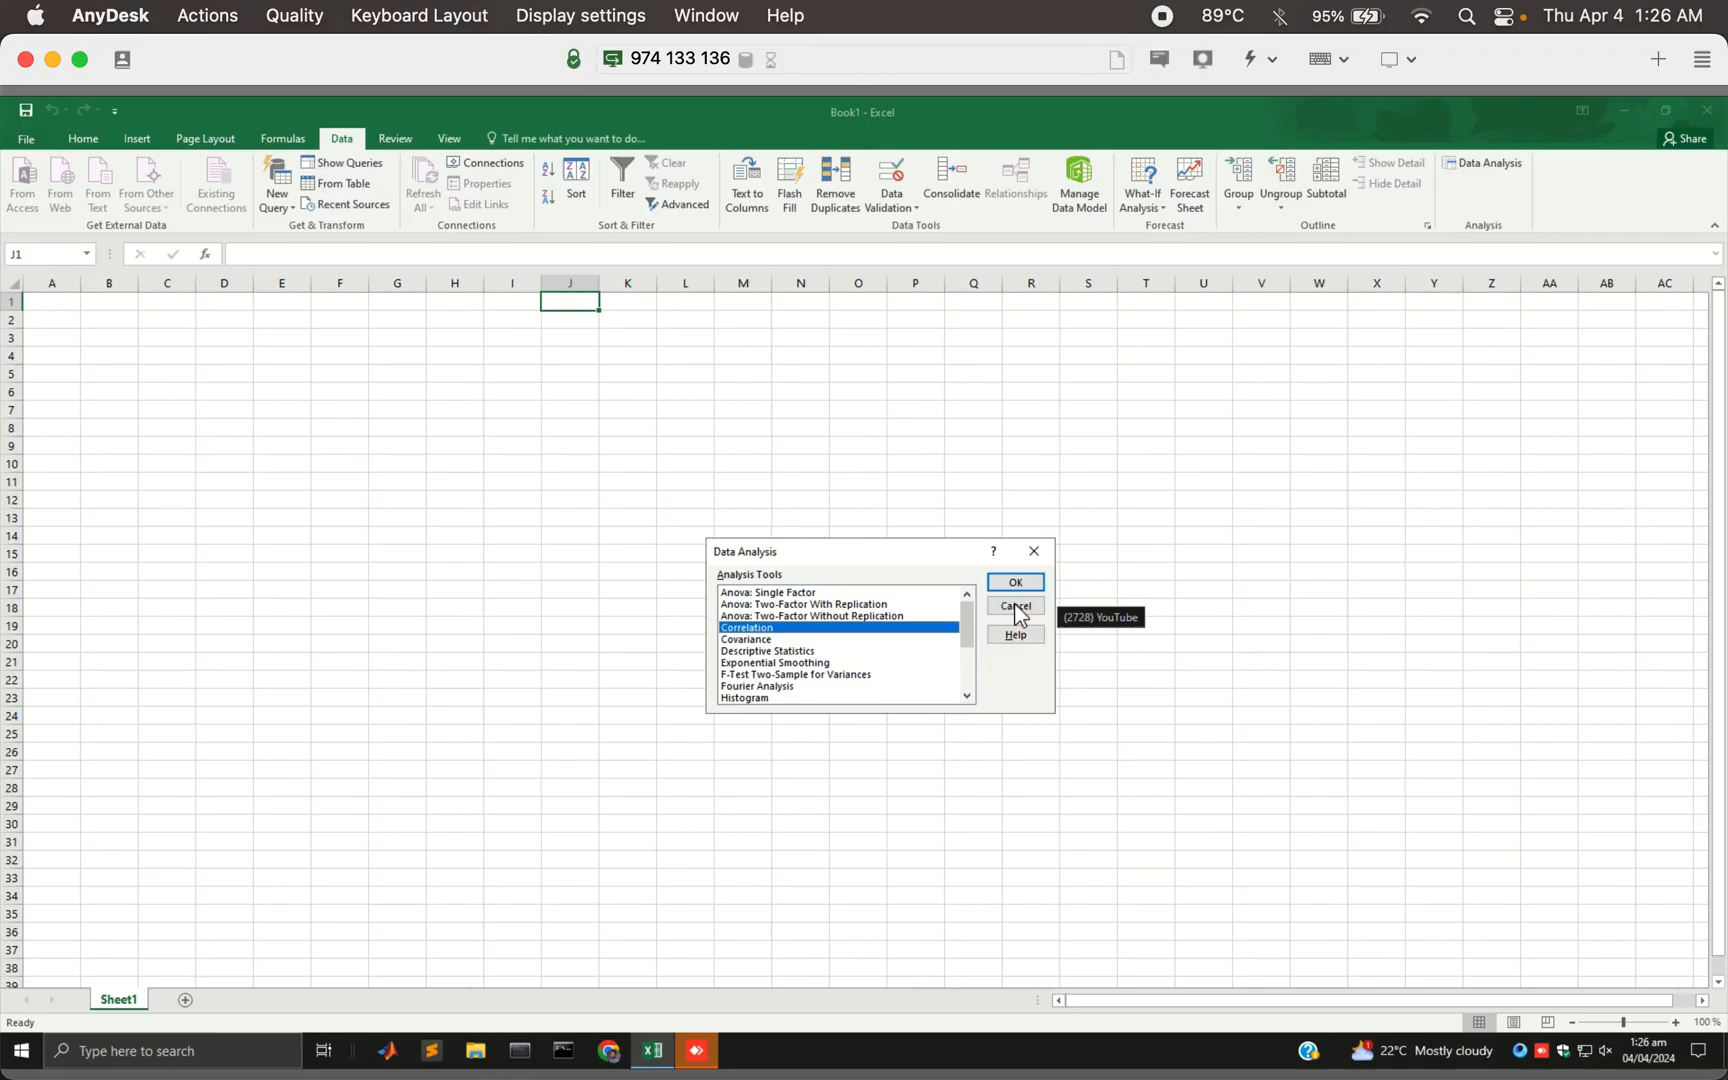 AnyDesk Actions Quality Keyboard Layout Display settings Window Help 89°C 95% Thu Apr 4 1:26 AM
974 133 136
Book1 - Excel
File Home Insert Page Layout Formulas Data Review View Tell me what you want to do... Share
From Access
From Web
From Text
From Other Sources
Existing Connections
Get External Data
New Query
Show Queries
From Table
Recent Sources
Get & Transform
Refresh All
Connections
Properties
Edit Links
Connections
Sort
Filter
Clear
Reapply
Advanced
Sort & Filter
Text to Columns
Flash Fill
Remove Duplicates
Data Validation
Consolidate
Relationships
Manage Data Model
Data Tools
What-If Analysis
Forecast Sheet
Forecast
Group
Ungroup
Subtotal
Show Detail
Hide Detail
Outline
Data Analysis
Analysis
J1 fx
A B C D E F G H I J K L M N O P Q R S T U V W X Y Z AA AB AC
1
2
3
4
5
6
7
8
9
10
11
12
13
14
15
16
17
18
19
20
21
22
23
24
25
26
27
28
29
30
31
32
33
34
35
36
37
38
39
Data Analysis ?
Analysis Tools
Anova: Single Factor
Anova: Two-Factor With Replication
Anova: Two-Factor Without Replication
Correlation
Covariance
Descriptive Statistics
Exponential Smoothing
F-Test Two-Sample for Variances
Fourier Analysis
Histogram
OK
Cancel
Help
(2728) YouTube
Sheet1
Ready 100 %
Type here to search 22°C Mostly cloudy 1:26 am
04/04/2024